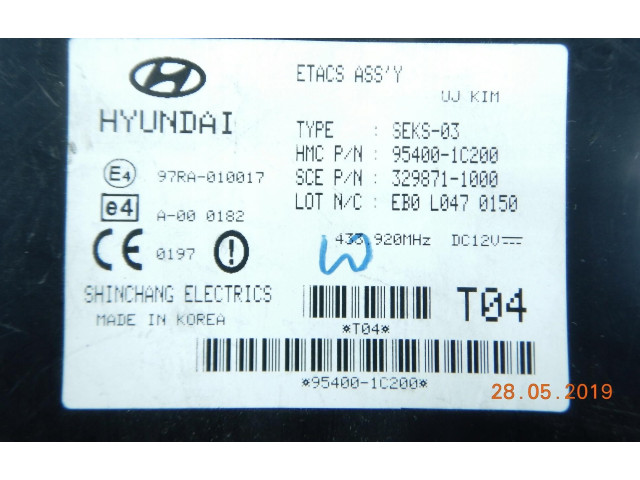 ETACS ASS'Y
UJ KIM
HYUNDAI
TYPE : SEKS-03
HMC P/N : 95400-1C200
SCE P/N : 329871-1000
LOT N/C : EB0 L047 0150
E4 97RA-010017
e4 A-00 0182
CE 0197 !
433.920MHz DC12V
W
SHINCHANG ELECTRICS
MADE IN KOREA
T04
*T04*
*95400-1C200*
28.05.2019